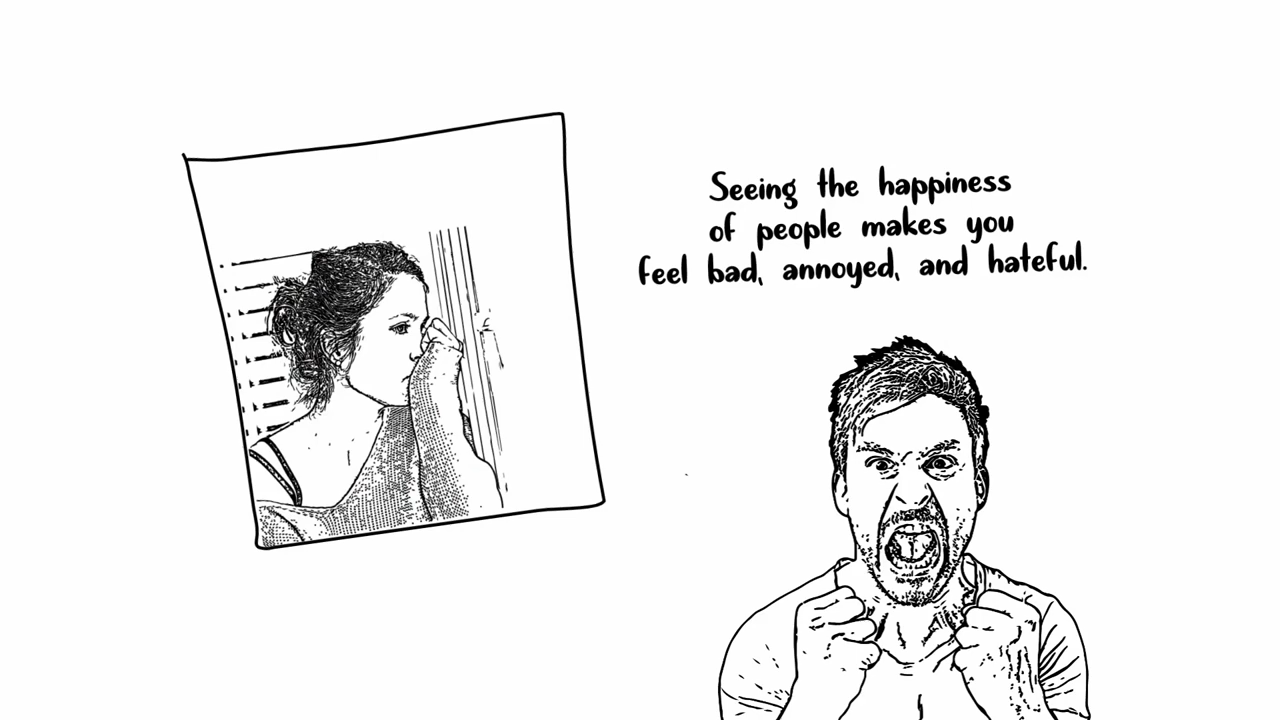 Seeing the happiness
of people makes you
feel bad, annoyed, and hateful.